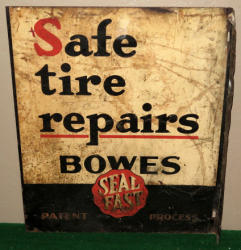 Safe
tire
repairs
BOWES
SEAL
FAST
PATENT PROCESS